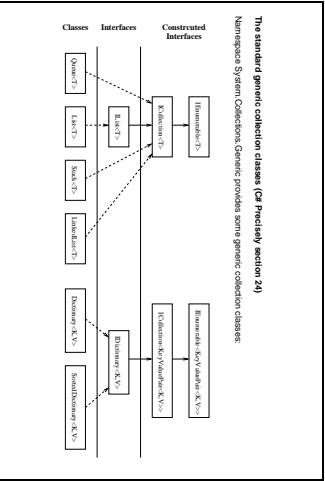 The standard generic collection classes (C# Precisely section 24)
Namespace System.Collections.Generic provides some generic collection classes:
Constrcuted
Interfaces
IEnumerable<T>
IEnumerable<KeyValuePair<K,V>>
ICollection<T>
ICollection<KeyValuePair<K,V>>
Interfaces
IList<T>
IDictionary<K,V>
Classes
Queue<T>
List<T>
Stack<T>
LinkedList<T>
Dictionary<K,V>
SortedDictionary<K,V>